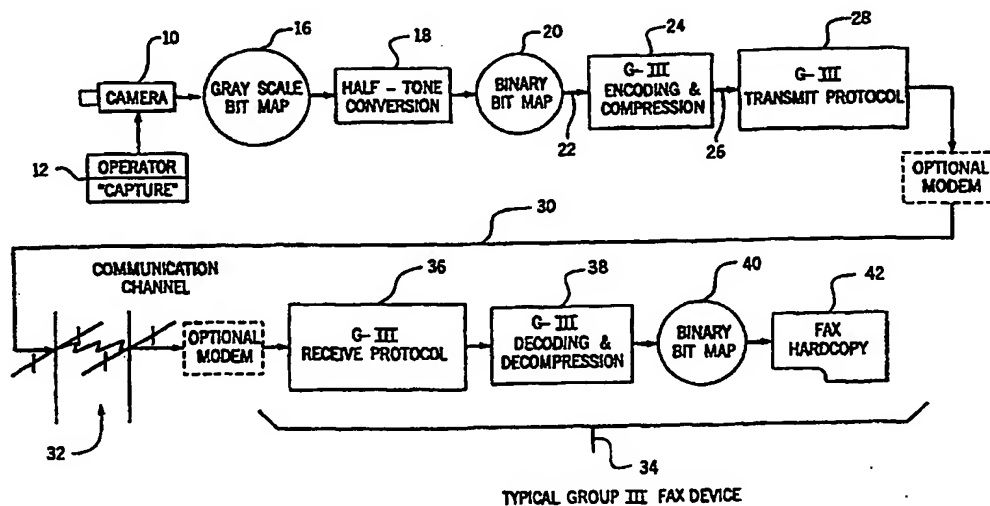 10
CAMERA
12
OPERATOR
"CAPTURE"
16
GRAY SCALE
BIT MAP
18
HALF-TONE
CONVERSION
20
BINARY
BIT MAP
22
24
G-III
ENCODING &
COMPRESSION
26
28
G-III
TRANSMIT PROTOCOL
OPTIONAL
MODEM
30
COMMUNICATION
CHANNEL
32
OPTIONAL
MODEM
36
G-III
RECEIVE PROTOCOL
38
G-III
DECODING &
DECOMPRESSION
40
BINARY
BIT MAP
42
FAX
HARDCOPY
34
TYPICAL GROUP III FAX DEVICE